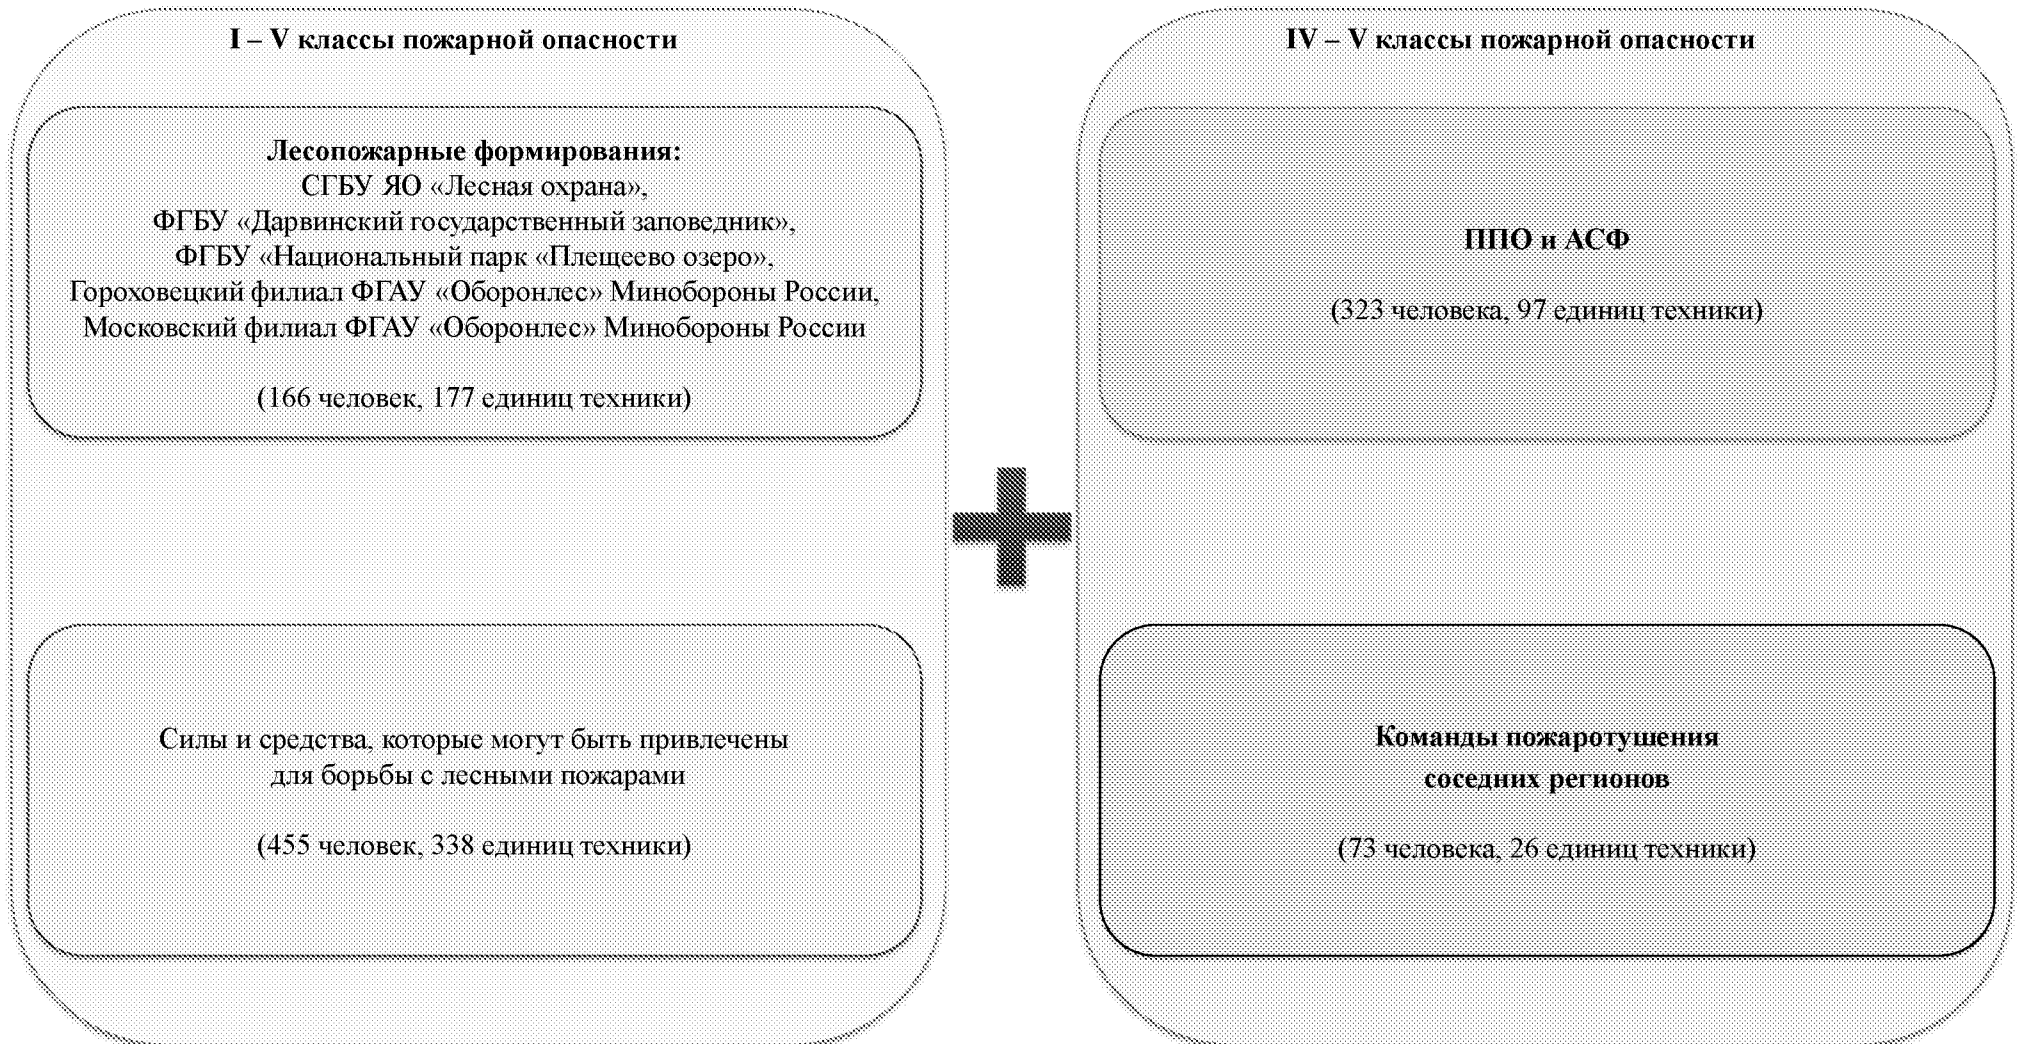 I – V классы пожарной опасности
Лесопожарные формирования:
СГБУ ЯО «Лесная охрана»,
ФГБУ «Дарвинский государственный заповедник»,
ФГБУ «Национальный парк «Плещеево озеро»,
Гороховецкий филиал ФГАУ «Оборонлес» Минобороны России,
Московский филиал ФГАУ «Оборонлес» Минобороны России
(166 человек, 177 единиц техники)
Силы и средства, которые могут быть привлечены
для борьбы с лесными пожарами
(455 человек, 338 единиц техники)
IV – V классы пожарной опасности
ППО и АСФ
(323 человека, 97 единиц техники)
Команды пожаротушения
соседних регионов
(73 человека, 26 единиц техники)